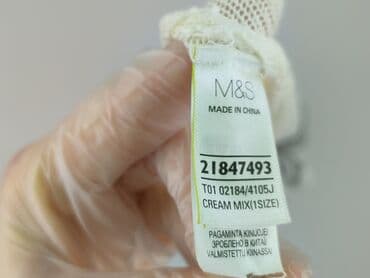 M&S
MADE IN CHINA
21847493
T01 02184/4105J
CREAM MIX(1SIZE)
PAGAMINTA KINIJOJE
ЗРОБЛЕНО В КИТАЇ
VALMISTETTU KIINASSA